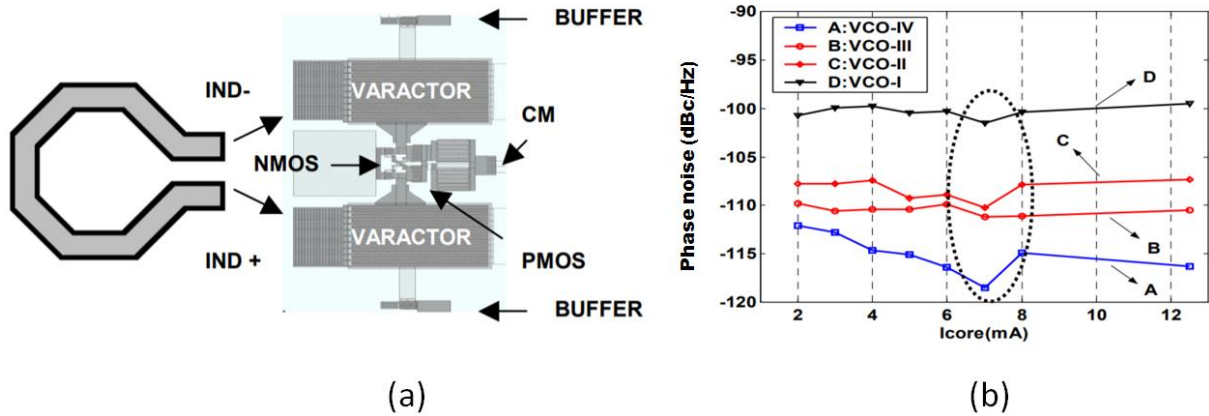 BUFFER
IND-
VARACTOR
CM
NMOS
VARACTOR
IND +
PMOS
BUFFER
(a)
Phase noise (dBc/Hz)
-90
-95
-100
-105
-110
-115
-120
A:VCO-IV
B:VCO-III
C:VCO-II
D:VCO-I
D
C
B
A
2 4 6 8 10 12
Icore(mA)
(b)